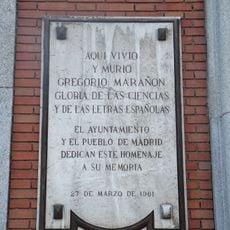 AQUI VIVIO
Y MURIO
GREGORIO MARAÑON
GLORIA DE LAS CIENCIAS
Y DE LAS LETRAS ESPAÑOLAS
EL AYUNTAMIENTO
Y EL PUEBLO DE MADRID
DEDICAN ESTE HOMENAJE
A SU MEMORIA
27 DE MARZO DE 1961